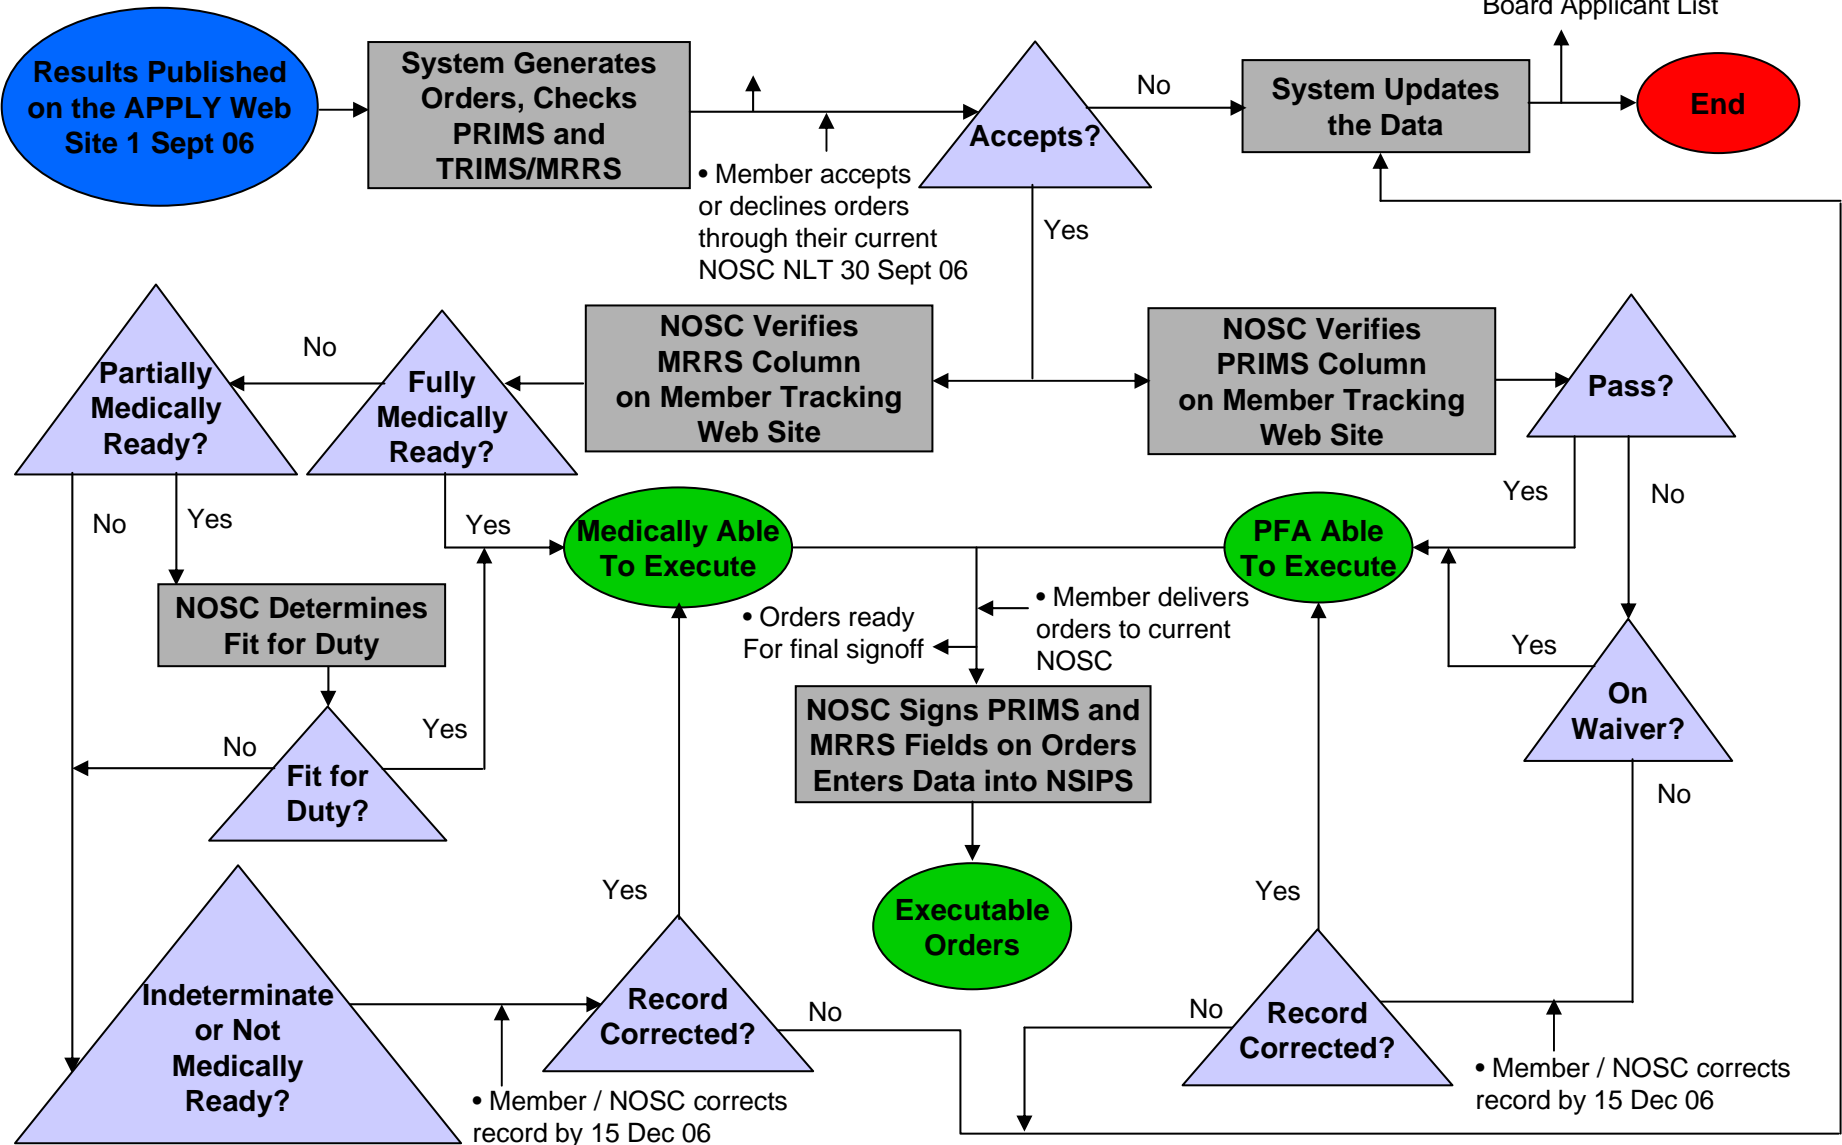 Board Applicant List
Results Published
on the APPLY Web
Site 1 Sept 06
System Generates
Orders, Checks
PRIMS and
TRIMS/MRRS
• Member accepts
or declines orders
through their current
NOSC NLT 30 Sept 06
Accepts?
No
Yes
System Updates
the Data
End
Partially
Medically
Ready?
No
Fully
Medically
Ready?
NOSC Verifies
MRRS Column
on Member Tracking
Web Site
NOSC Verifies
PRIMS Column
on Member Tracking
Web Site
Pass?
No
Yes
Yes
Medically Able
To Execute
PFA Able
To Execute
Yes
No
NOSC Determines
Fit for Duty
• Orders ready
For final signoff
• Member delivers
orders to current
NOSC
Yes
On
Waiver?
No
Fit for
Duty?
No
Yes
NOSC Signs PRIMS and
MRRS Fields on Orders
Enters Data into NSIPS
Executable
Orders
Indeterminate
or Not
Medically
Ready?
• Member / NOSC corrects
record by 15 Dec 06
Yes
Record
Corrected?
No
Yes
No
Record
Corrected?
• Member / NOSC corrects
record by 15 Dec 06